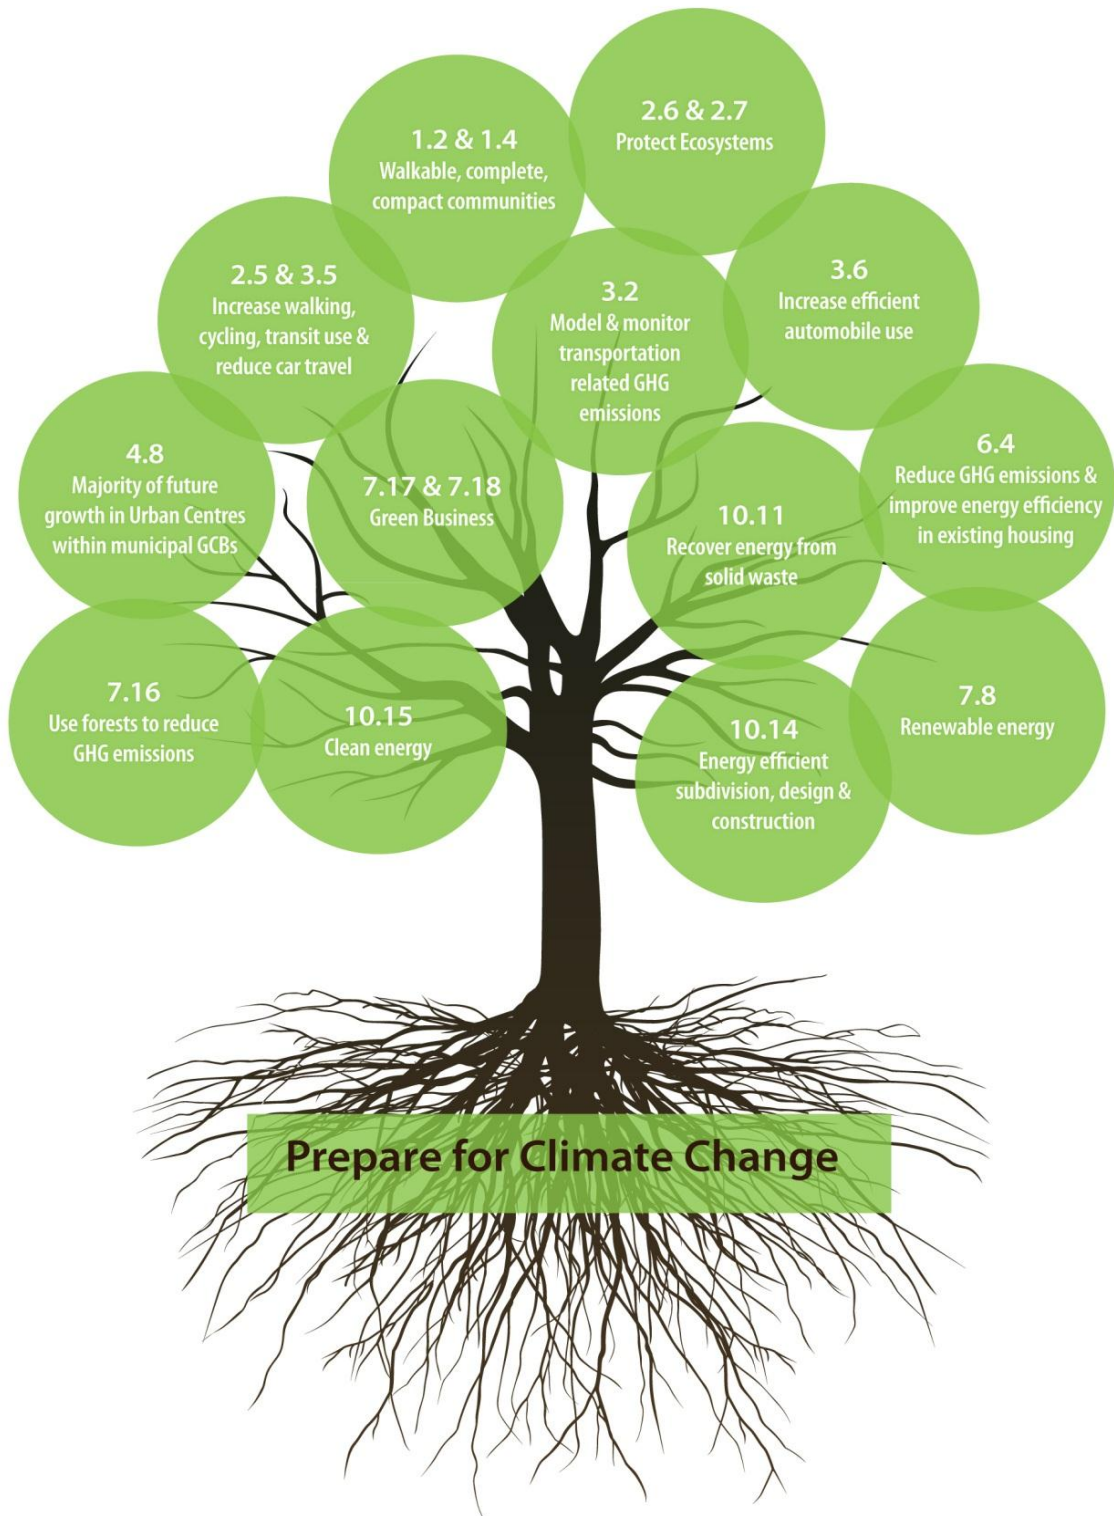 2.6 & 2.7
Protect Ecosystems
1.2 & 1.4
Walkable, complete,
compact communities
2.5 & 3.5
Increase walking,
cycling, transit use &
reduce car travel
3.2
Model & monitor
transportation
related GHG
emissions
3.6
Increase efficient
automobile use
4.8
Majority of future
growth in Urban Centres
within municipal GCBs
7.17 & 7.18
Green Business
10.11
Recover energy from
solid waste
6.4
Reduce GHG emissions &
improve energy efficiency
in existing housing
7.16
Use forests to reduce
GHG emissions
10.15
Clean energy
10.14
Energy efficient
subdivision, design &
construction
7.8
Renewable energy
Prepare for Climate Change